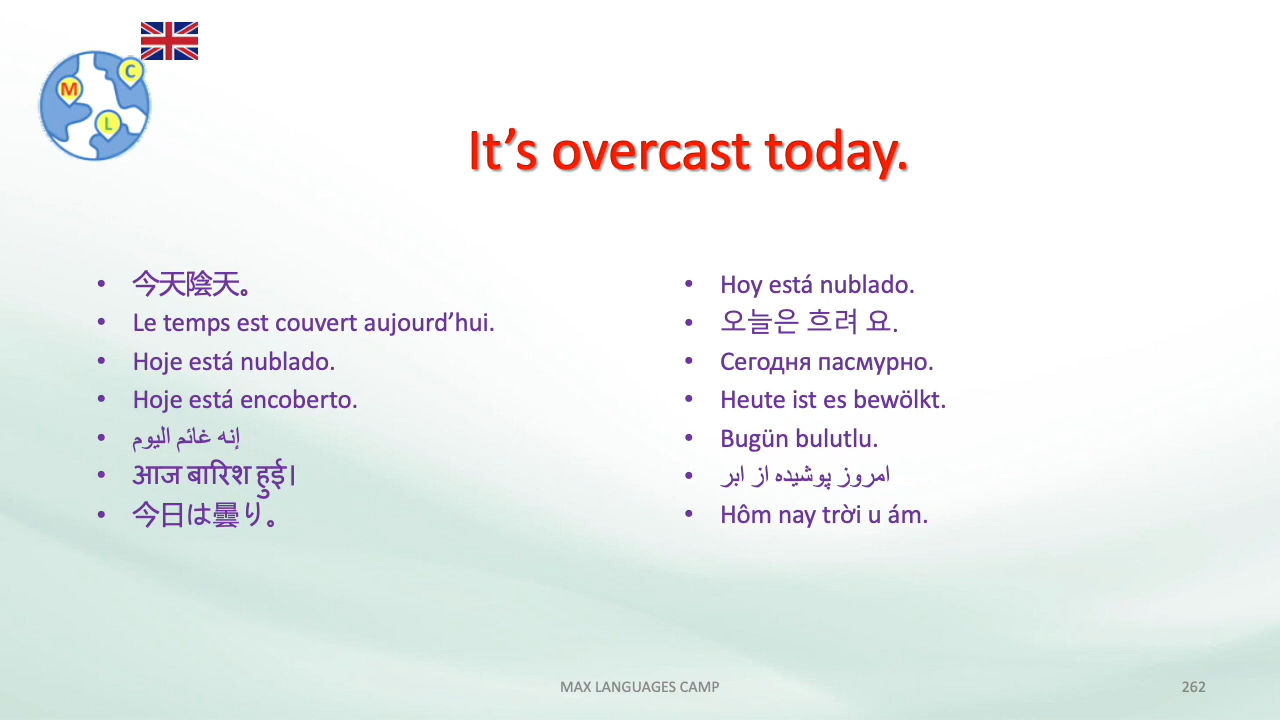 M
C
L
It’s overcast today.
今天陰天。
Le temps est couvert aujourd’hui.
Hoje está nublado.
Hoje está encoberto.
إنه غائم اليوم
आज बारिश हुई।
今日は曇り。
Hoy está nublado.
오늘은 흐려 요.
Сегодня пасмурно.
Heute ist es bewölkt.
Bugün bulutlu.
امروز پوشیده از ابر
Hôm nay trời u ám.
MAX LANGUAGES CAMP
262